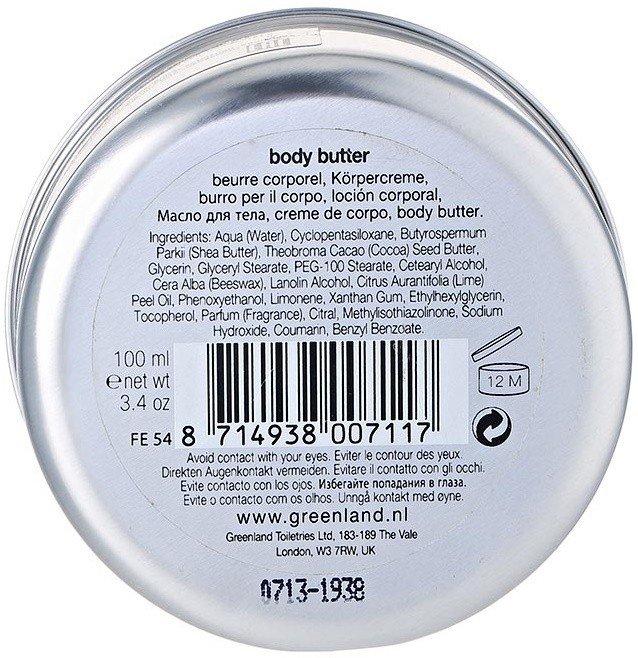 body butter
beurre corporel, Körpercreme,
burro per il corpo, loción corporal,
Масло для тела, creme de corpo, body butter.
Ingredients: Aqua (Water), Cyclopentasiloxane, Butyrospermum
Parkii (Shea Butter), Theobroma Cacao (Cocoa) Seed Butter,
Glycerin, Glyceryl Stearate, PEG-100 Stearate, Cetearyl Alcohol,
Cera Alba (Beeswax), Lanolin Alcohol, Citrus Aurantifolia (Lime)
Peel Oil, Phenoxyethanol, Limonene, Xanthan Gum, Ethylhexylglycerin,
Tocopherol, Parfum (Fragrance), Citral, Methylisothiazolinone, Sodium
Hydroxide, Coumann, Benzyl Benzoate.
100 ml
℮ net wt
3.4 oz
12 M
FE 54
8 714938 007117
Avoid contact with your eyes. Eviter le contour des yeux.
Direkten Augenkontakt vermeiden. Evitare il contatto con gli occhi.
Evite contacto con los ojos. Избегайте попадания в глаза.
Evite o contacto com os olhos. Unngå kontakt med øyne.
www.greenland.nl
Greenland Toiletries Ltd, 183-189 The Vale
London, W3 7RW, UK
0713-1938